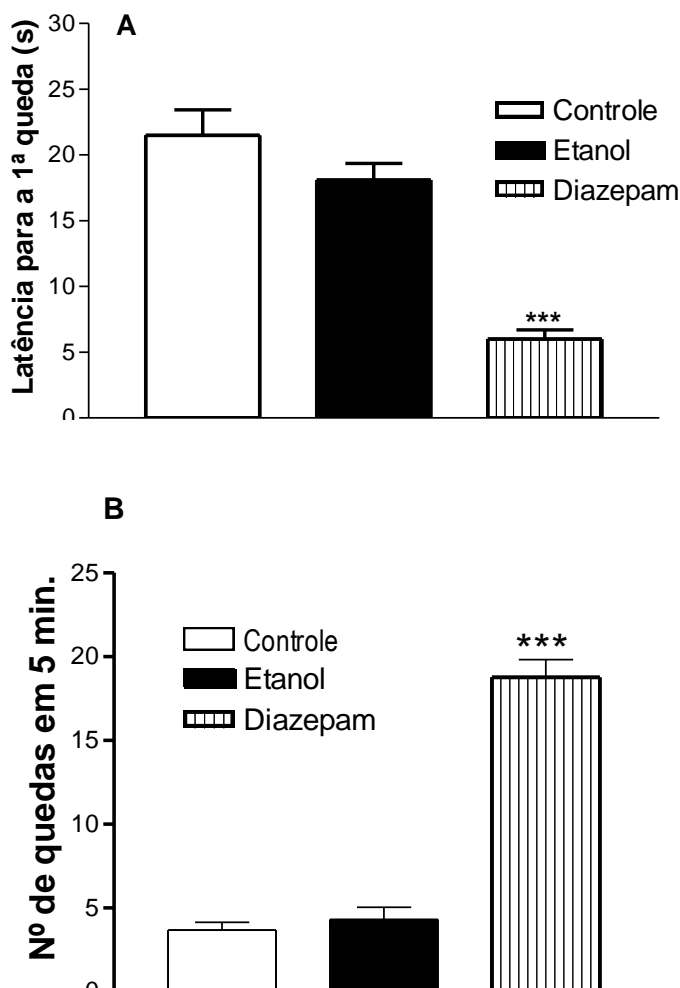 A
Latência para a 1ª queda (s)
30
25
20
15
10
5
0
Controle
Etanol
Diazepam
***
B
Nº de quedas em 5 min.
25
20
15
10
5
0
Controle
Etanol
Diazepam
***